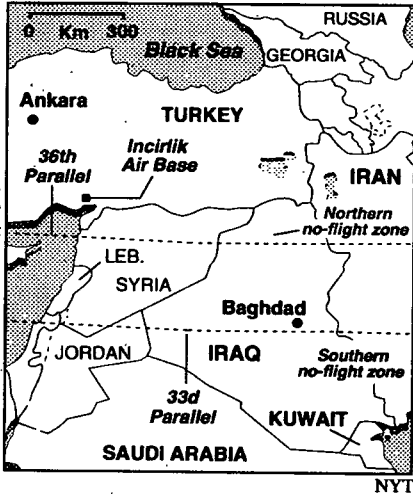 RUSSIA
0 Km 300
Black Sea
GEORGIA
Ankara
TURKEY
Incirlik
Air Base
36th
Parallel
IRAN
Northern
no-flight zone
LEB.
SYRIA
Baghdad
JORDAN
IRAQ
Southern
no-flight zone
33d
Parallel
KUWAIT
SAUDI ARABIA
NYT